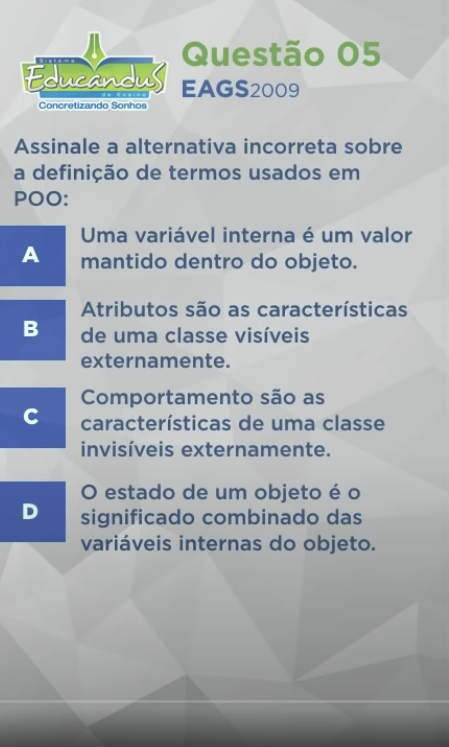 Sistema
Educandus
de Ensino
Concretizando Sonhos
Questão 05
EAGS2009
Assinale a alternativa incorreta sobre
a definição de termos usados em
POO:
A
Uma variável interna é um valor
mantido dentro do objeto.
B
Atributos são as características
de uma classe visíveis
externamente.
C
Comportamento são as
características de uma classe
invisíveis externamente.
D
O estado de um objeto é o
significado combinado das
variáveis internas do objeto.